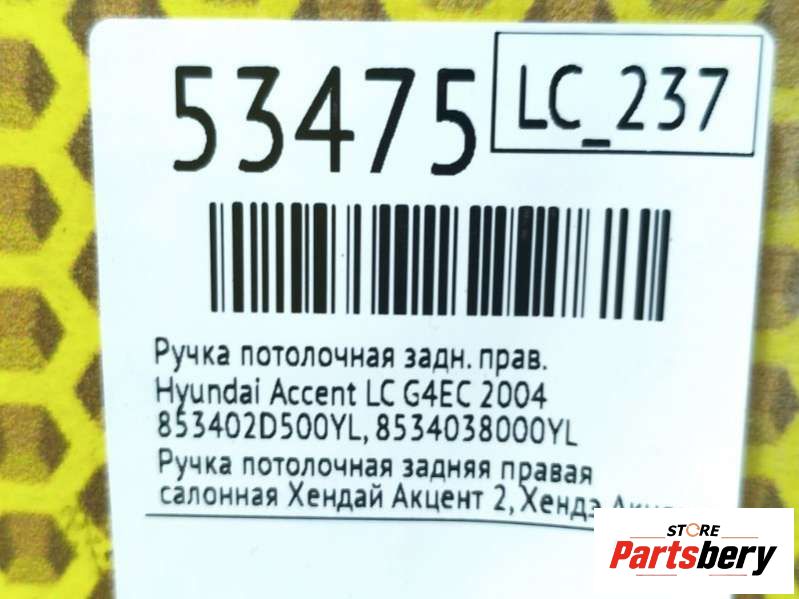 53475
LC_237
Ручка потолочная задн. прав.
Hyundai Accent LC G4EC 2004
853402D500YL, 8534038000YL
Ручка потолочная задняя правая
салонная Хендай Акцент 2, Хендэ
STORE
Partsbery